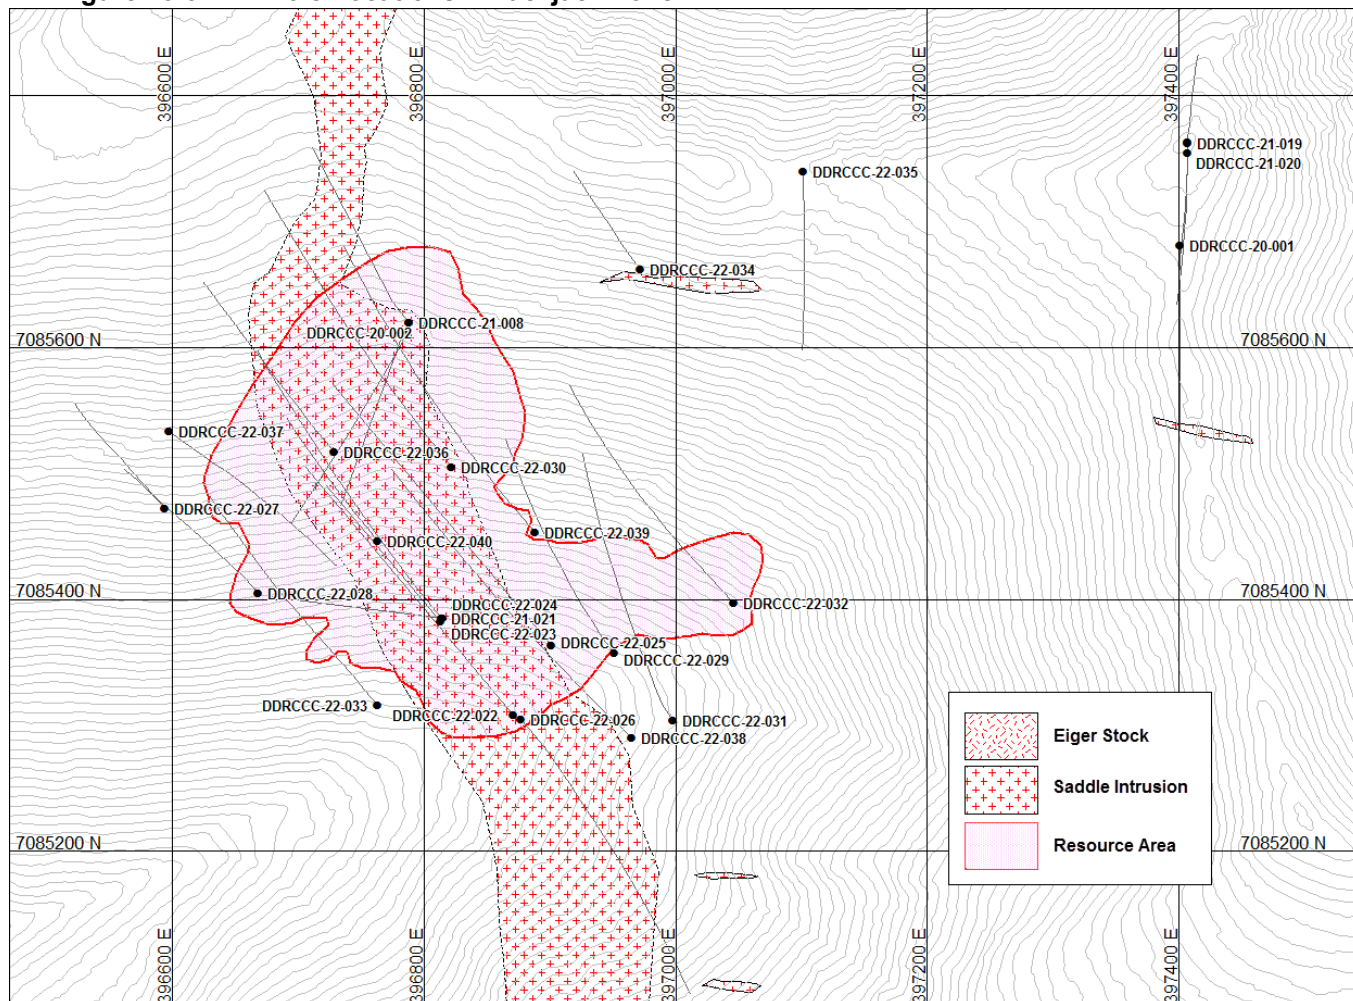 396600 E
396800 E
397000 E
397200 E
397400 E
DDRCCC-21-019
DDRCCC-21-020
DDRCCC-22-035
DDRCCC-20-001
DDRCCC-22-034
DDRCCC-21-008
DDRCCC-20-002
7085600 N
7085600 N
DDRCCC-22-037
DDRCCC-22-036
DDRCCC-22-030
DDRCCC-22-027
DDRCCC-22-039
DDRCCC-22-040
DDRCCC-22-028
7085400 N
7085400 N
DDRCCC-22-024
DDRCCC-22-032
DDRCCC-21-021
DDRCCC-22-023
DDRCCC-22-025
DDRCCC-22-029
DDRCCC-22-033
DDRCCC-22-022
DDRCCC-22-026
DDRCCC-22-031
DDRCCC-22-038
Eiger Stock
Saddle Intrusion
Resource Area
7085200 N
7085200 N
396600 E
396800 E
397000 E
397200 E
397400 E